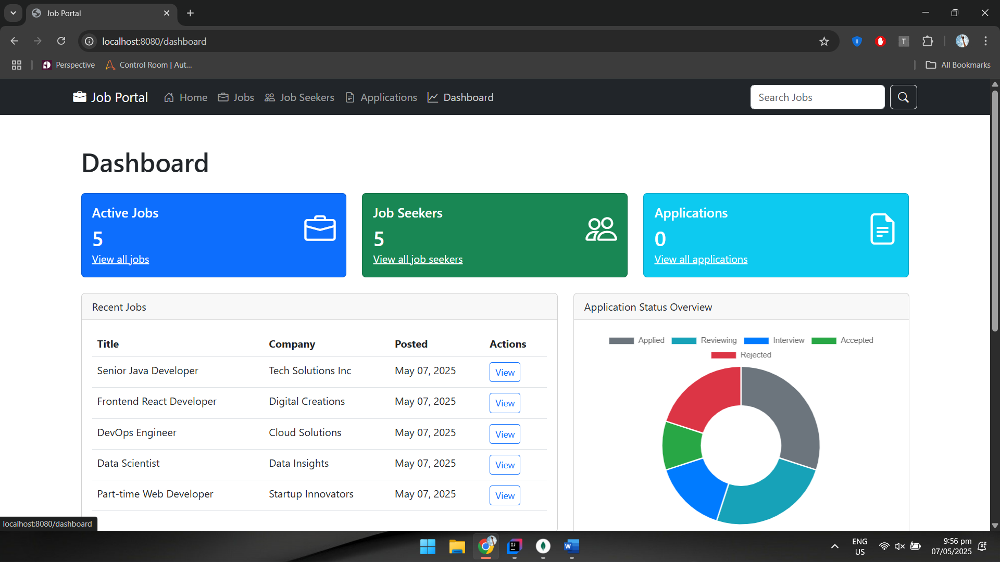 Job Portal
localhost:8080/dashboard
T
Perspective
Control Room | Aut...
All Bookmarks
Job Portal
Home
Jobs
Job Seekers
Applications
Dashboard
Search Jobs
Dashboard
Active Jobs
5
View all jobs
Job Seekers
5
View all job seekers
Applications
0
View all applications
Recent Jobs
Title Company Posted Actions
Senior Java Developer Tech Solutions Inc May 07, 2025 View
Frontend React Developer Digital Creations May 07, 2025 View
DevOps Engineer Cloud Solutions May 07, 2025 View
Data Scientist Data Insights May 07, 2025 View
Part-time Web Developer Startup Innovators May 07, 2025 View
Application Status Overview
Applied Reviewing Interview Accepted
Rejected
localhost:8080/dashboard
IJ
W
ENG
US
9:56 pm
07/05/2025